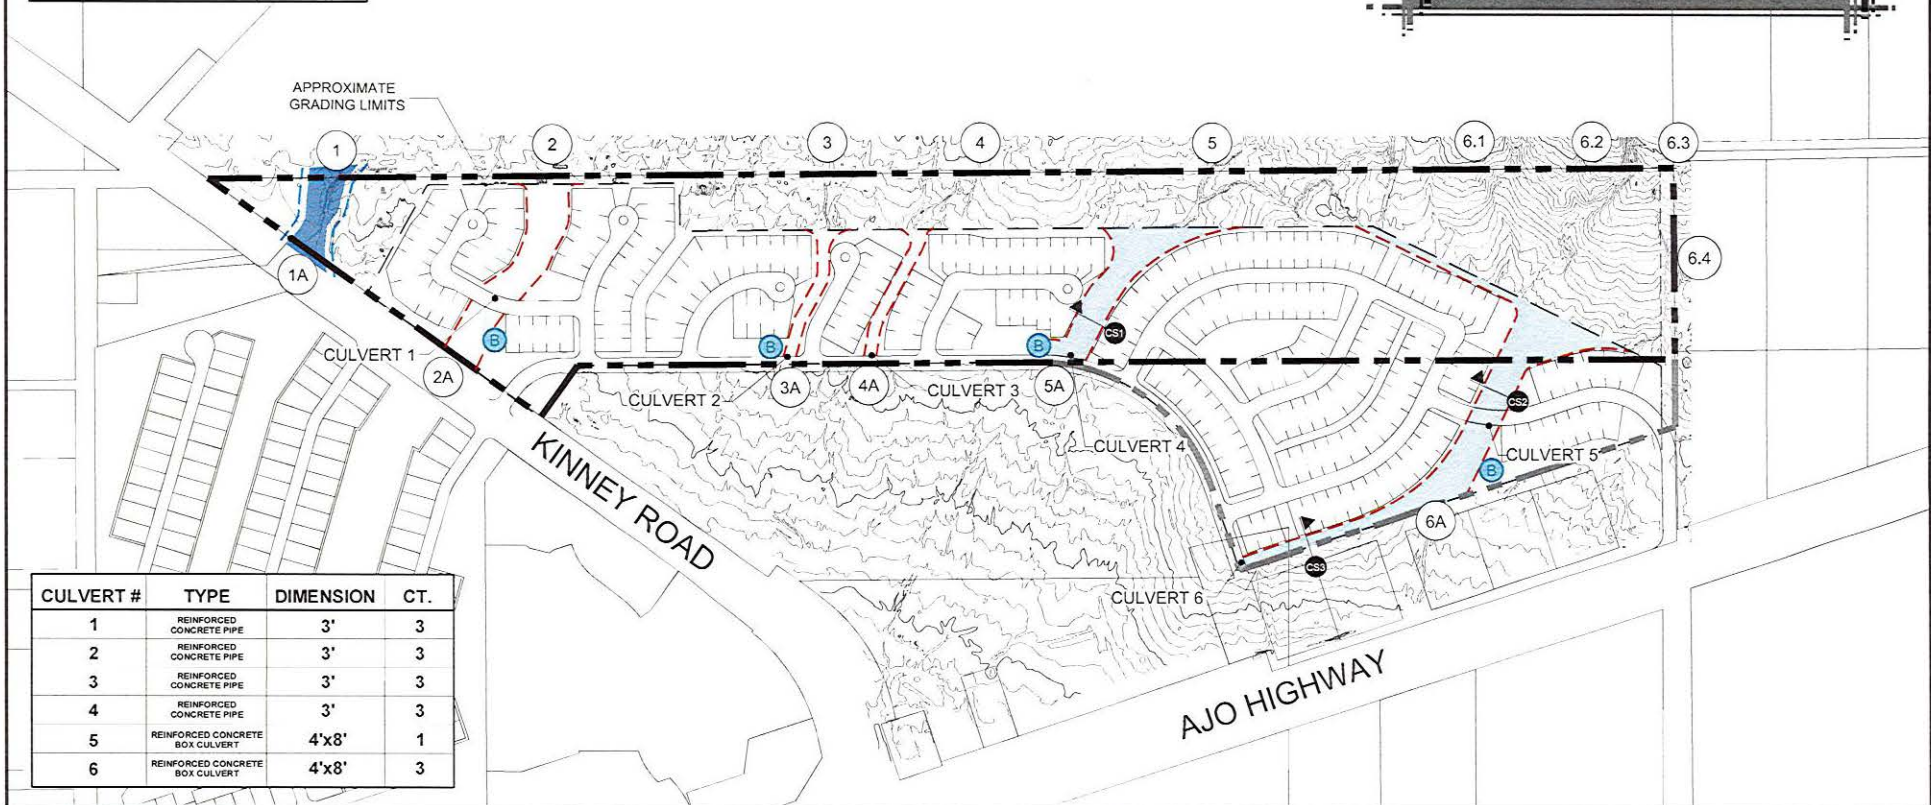 APPROXIMATE
GRADING LIMITS
1
2
3
4
5
6.1
6.2
6.3
6.4
1A
CS1
B
B
B
CULVERT 1
2A
3A
4A
5A
CULVERT 2
CULVERT 3
CS2
CULVERT 4
CULVERT 5
B
KINNEY ROAD
6A
CS3
CULVERT 6
AJO HIGHWAY
CULVERT # TYPE DIMENSION CT.
1 REINFORCED CONCRETE PIPE 3' 3
2 REINFORCED CONCRETE PIPE 3' 3
3 REINFORCED CONCRETE PIPE 3' 3
4 REINFORCED CONCRETE PIPE 3' 3
5 REINFORCED CONCRETE BOX CULVERT 4'x8' 1
6 REINFORCED CONCRETE BOX CULVERT 4'x8' 3